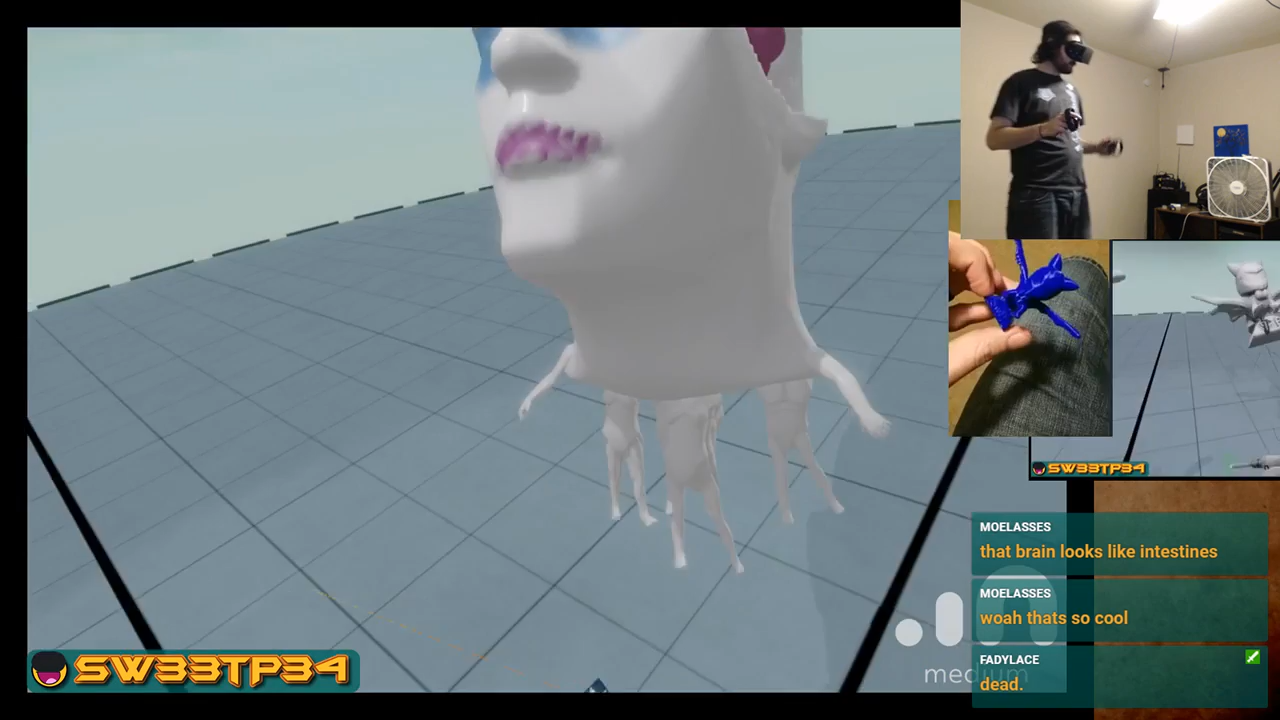 SW33TP34
MOELASSES
that brain looks like intestines
MOELASSES
woah thats so cool
FADYLACE
dead.
medium
SW33TP34